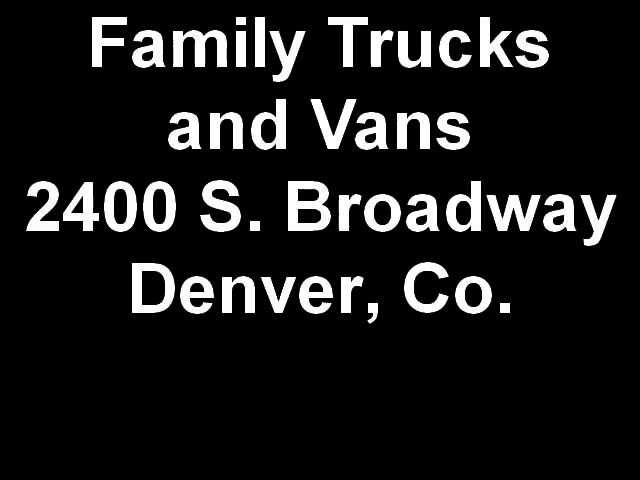 Family Trucks
and Vans
2400 S. Broadway
Denver, Co.